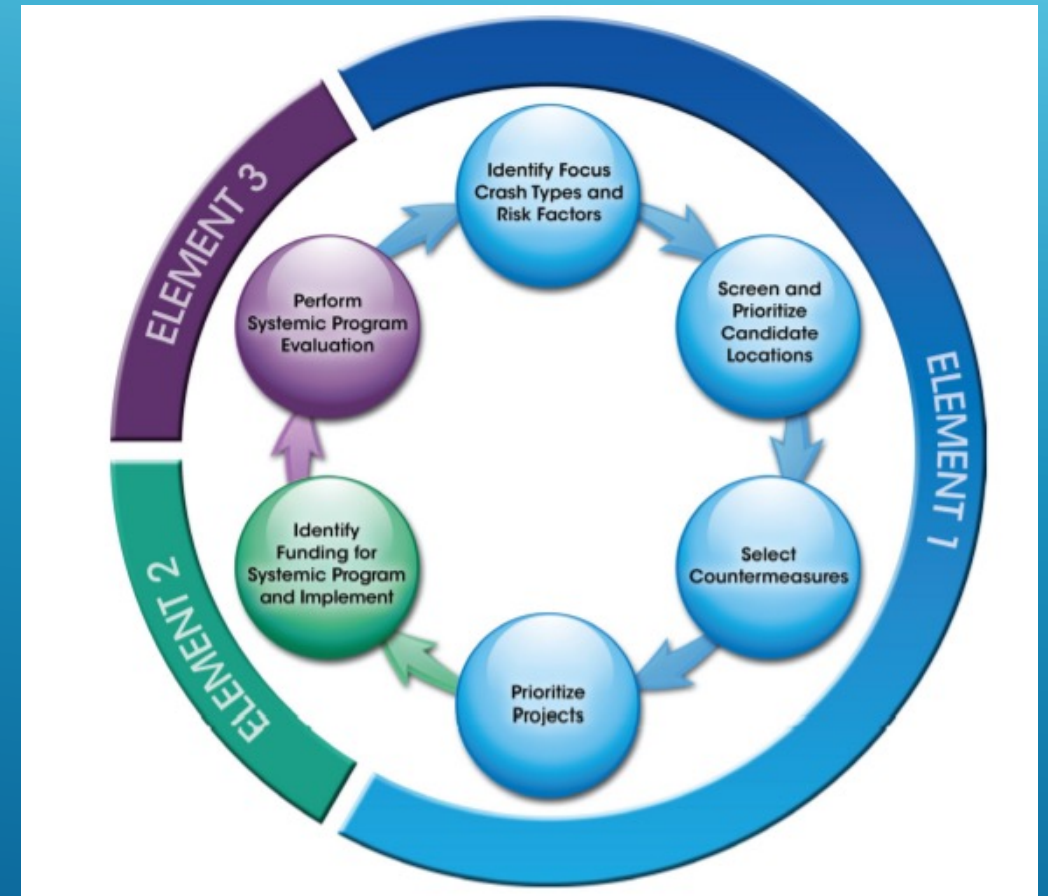 Identify Focus
Crash Types and
Risk Factors
Screen and
Prioritize
Candidate
Locations
Select
Countermeasures
Prioritize
Projects
Identify
Funding for
Systemic Program
and Implement
Perform
Systemic Program
Evaluation
ELEMENT 1
ELEMENT 2
ELEMENT 3